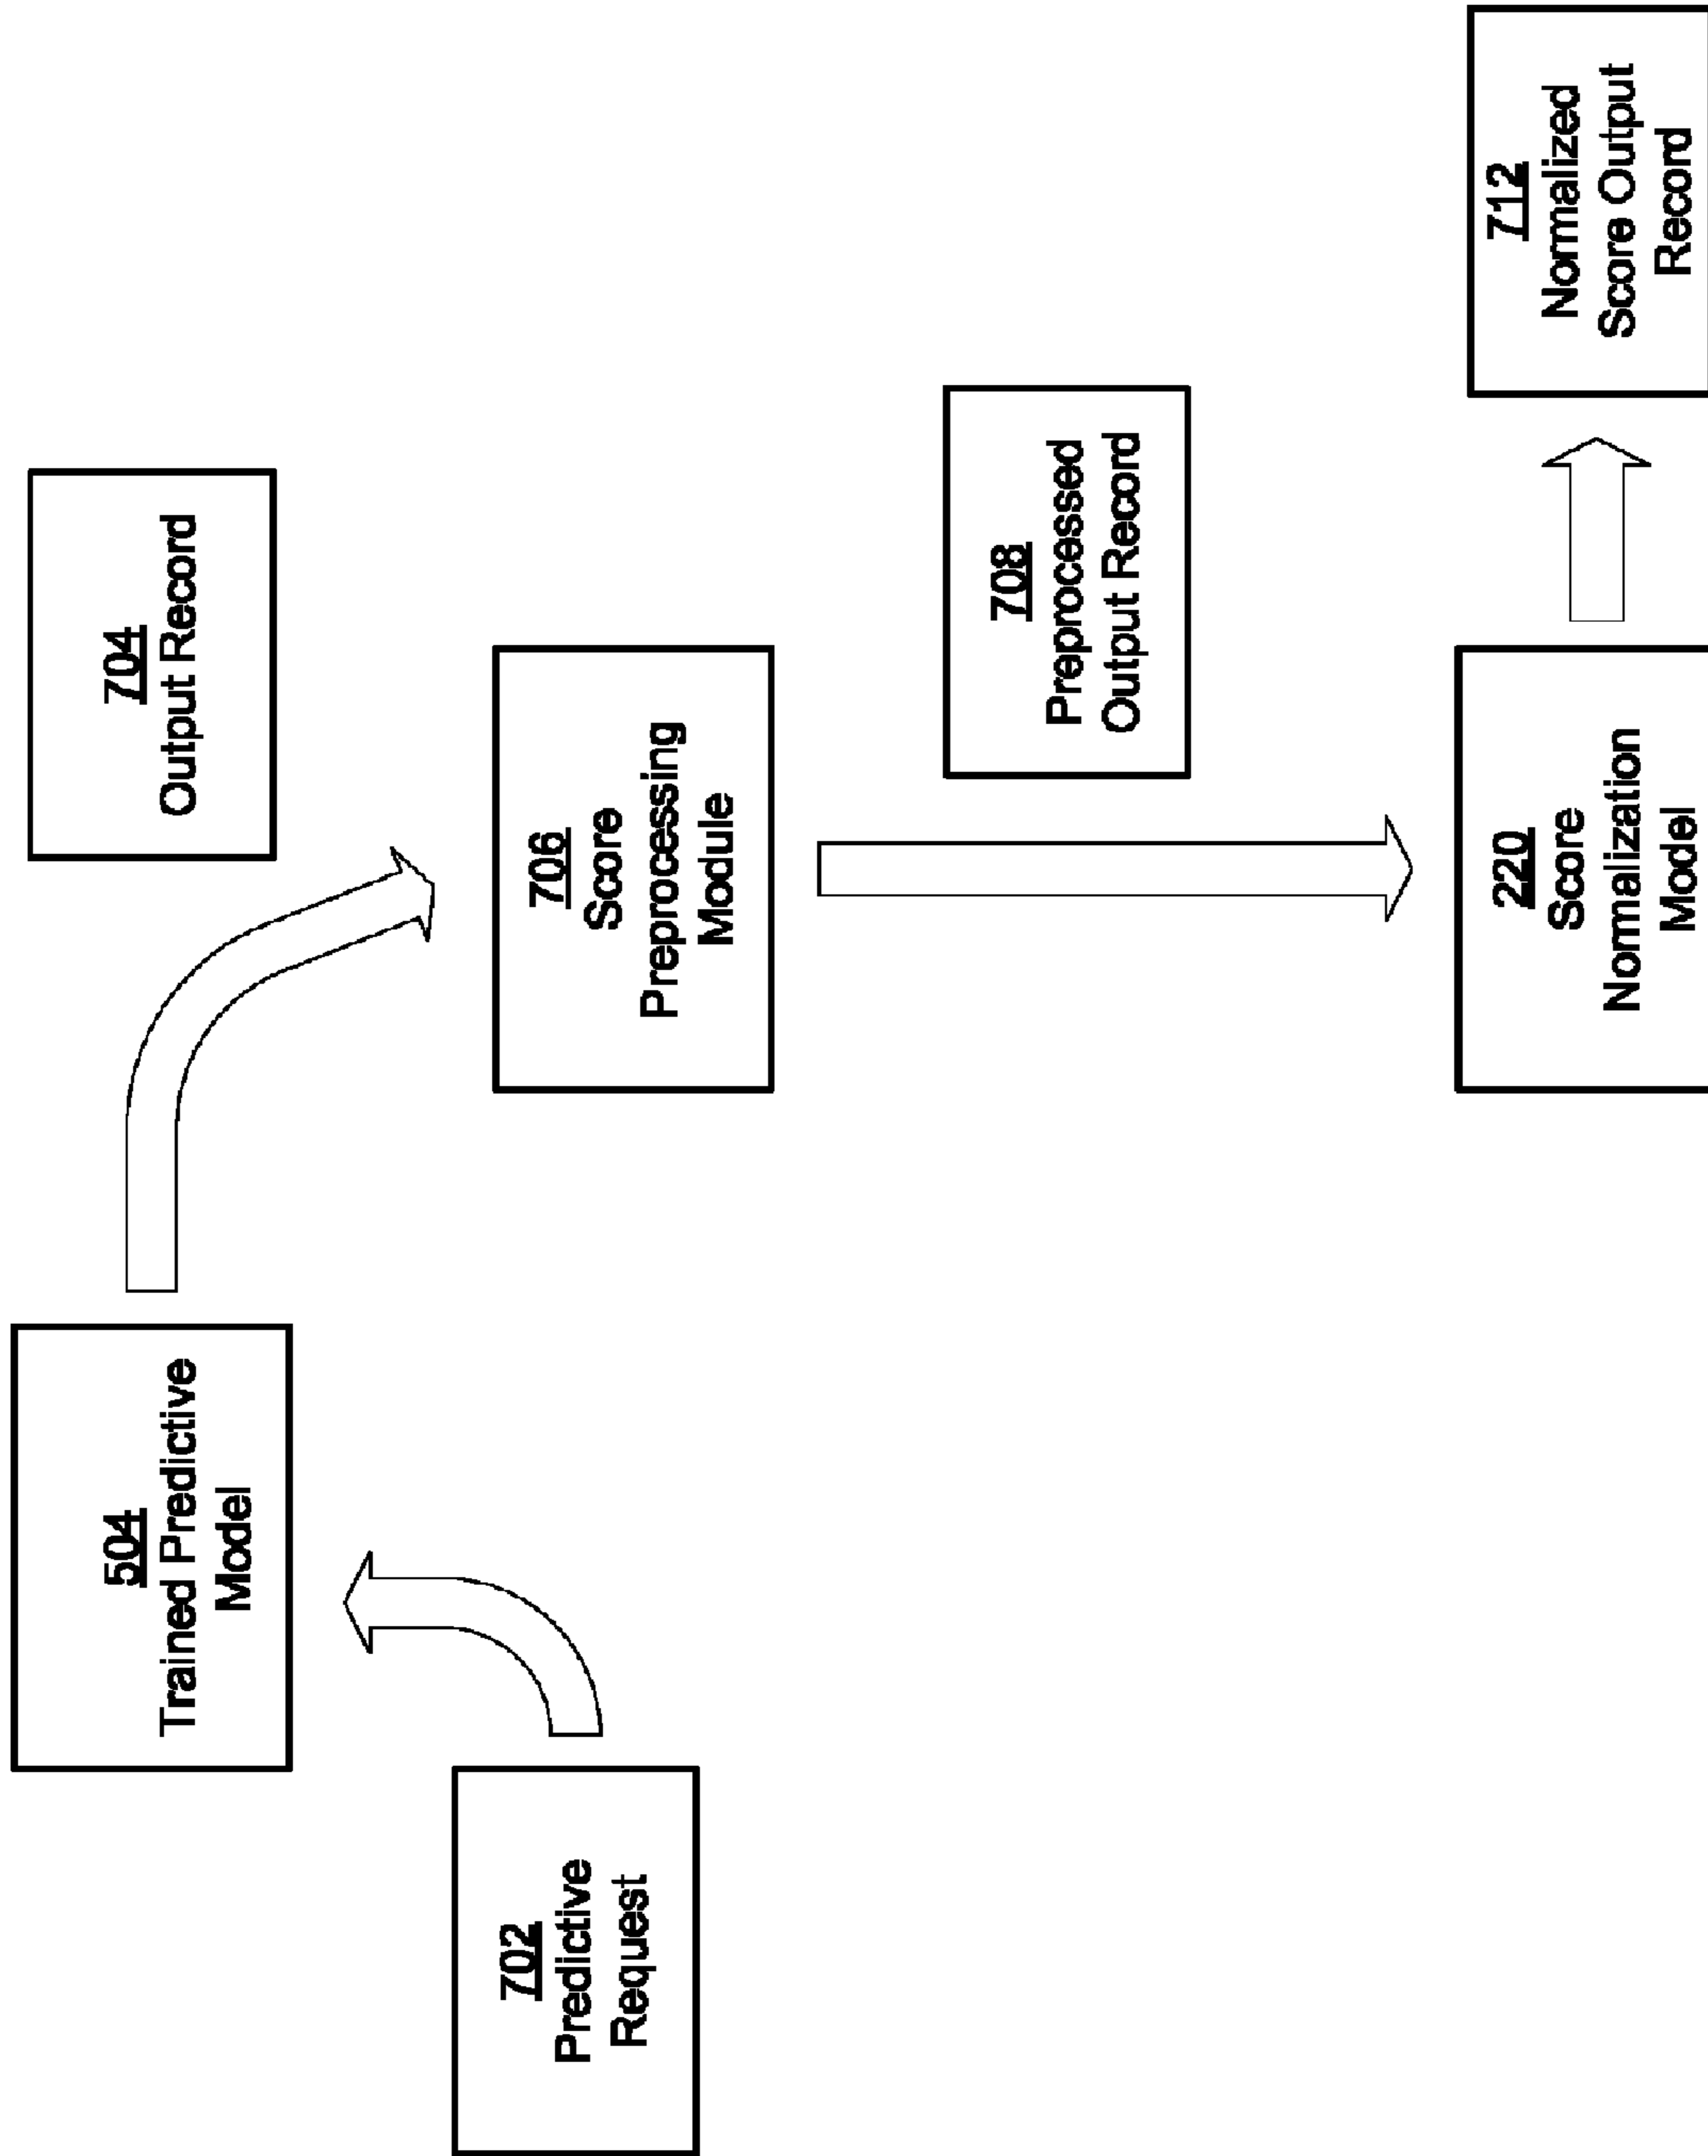 504
Trained Predictive
Model
704
Output Record
702
Predictive
Request
706
Score
Preprocessing
Module
708
Preprocessed
Output Record
220
Score
Normalization
Model
712
Normalized
Score Output
Record